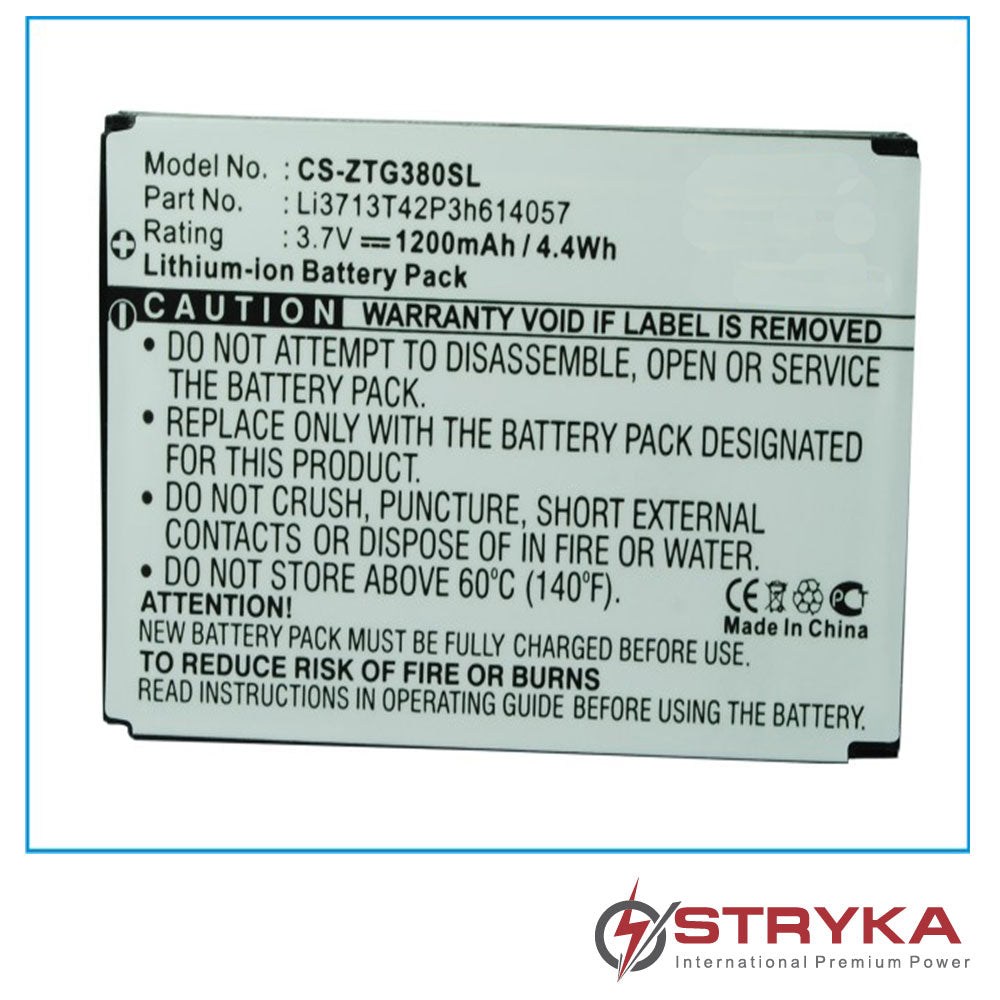 Model No. : CS-ZTG380SL
Part No. : Li3713T42P3h614057
Rating : 3.7V ⎓ 1200mAh / 4.4Wh
Lithium-ion Battery Pack
CAUTION WARRANTY VOID IF LABEL IS REMOVED
• DO NOT ATTEMPT TO DISASSEMBLE, OPEN OR SERVICE
THE BATTERY PACK.
• REPLACE ONLY WITH THE BATTERY PACK DESIGNATED
FOR THIS PRODUCT.
• DO NOT CRUSH, PUNCTURE, SHORT EXTERNAL
CONTACTS OR DISPOSE OF IN FIRE OR WATER.
• DO NOT STORE ABOVE 60°C (140°F).
ATTENTION!
CE PC
Made In China
NEW BATTERY PACK MUST BE FULLY CHARGED BEFORE USE.
TO REDUCE RISK OF FIRE OR BURNS
READ INSTRUCTIONS IN OPERATING GUIDE BEFORE USING THE BATTERY.
STRYKA
International Premium Power